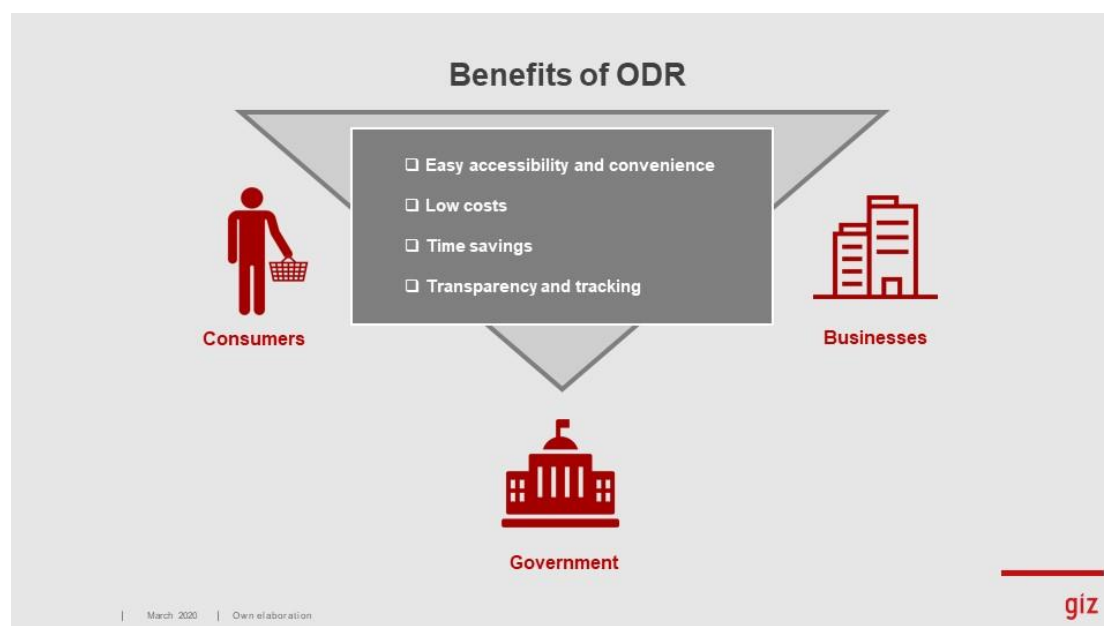 Benefits of ODR
❑ Easy accessibility and convenience
❑ Low costs
❑ Time savings
❑ Transparency and tracking
Consumers
Businesses
Government
| March 2020 | Own elaboration
giz